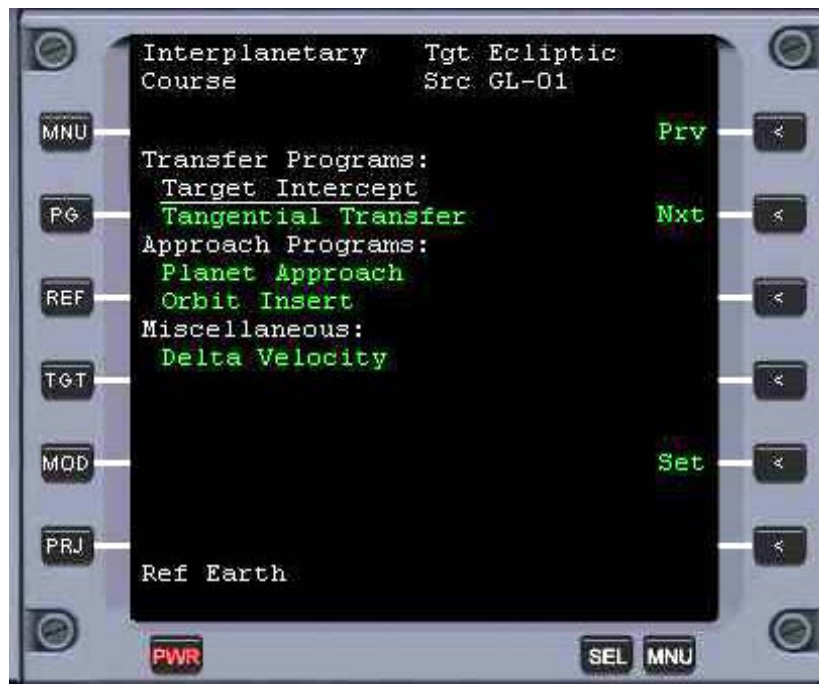 Interplanetary Tgt Ecliptic
Course Src GL-01
MNU Prv <
Transfer Programs:
Target Intercept
PG Tangential Transfer Nxt <
Approach Programs:
Planet Approach
REF Orbit Insert <
Miscellaneous:
Delta Velocity
TGT <
MOD Set <
PRJ <
Ref Earth
PWR SEL MNU